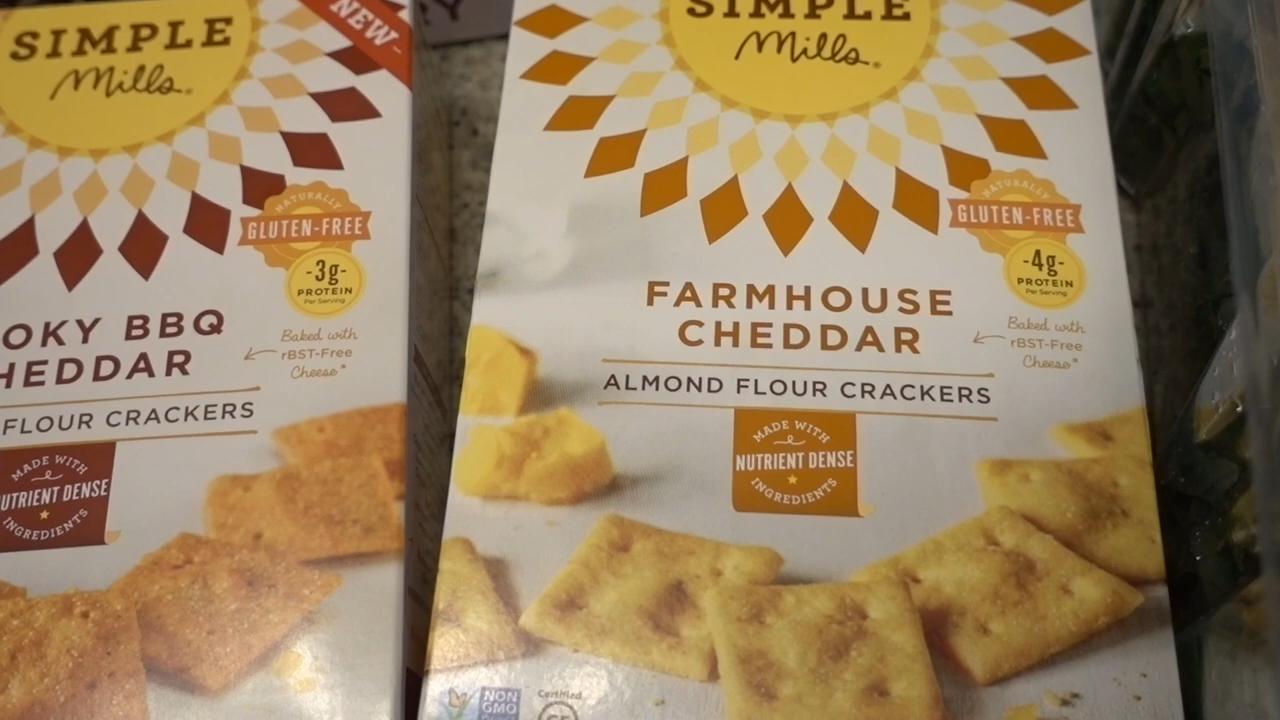 SIMPLE
Mills®
NEW
NATURALLY
GLUTEN-FREE
-3g-
PROTEIN
Per Serving
Baked with
rBST-Free
Cheese*
OKY BBQ
HEDDAR
FLOUR CRACKERS
MADE WITH
UTRIENT DENSE
INGREDIENTS
SIMPLE
Mills®
NATURALLY
GLUTEN-FREE
-4g-
PROTEIN
Per Serving
Baked with
rBST-Free
Cheese*
FARMHOUSE
CHEDDAR
ALMOND FLOUR CRACKERS
MADE WITH
NUTRIENT DENSE
INGREDIENTS
NON
GMO
Certified